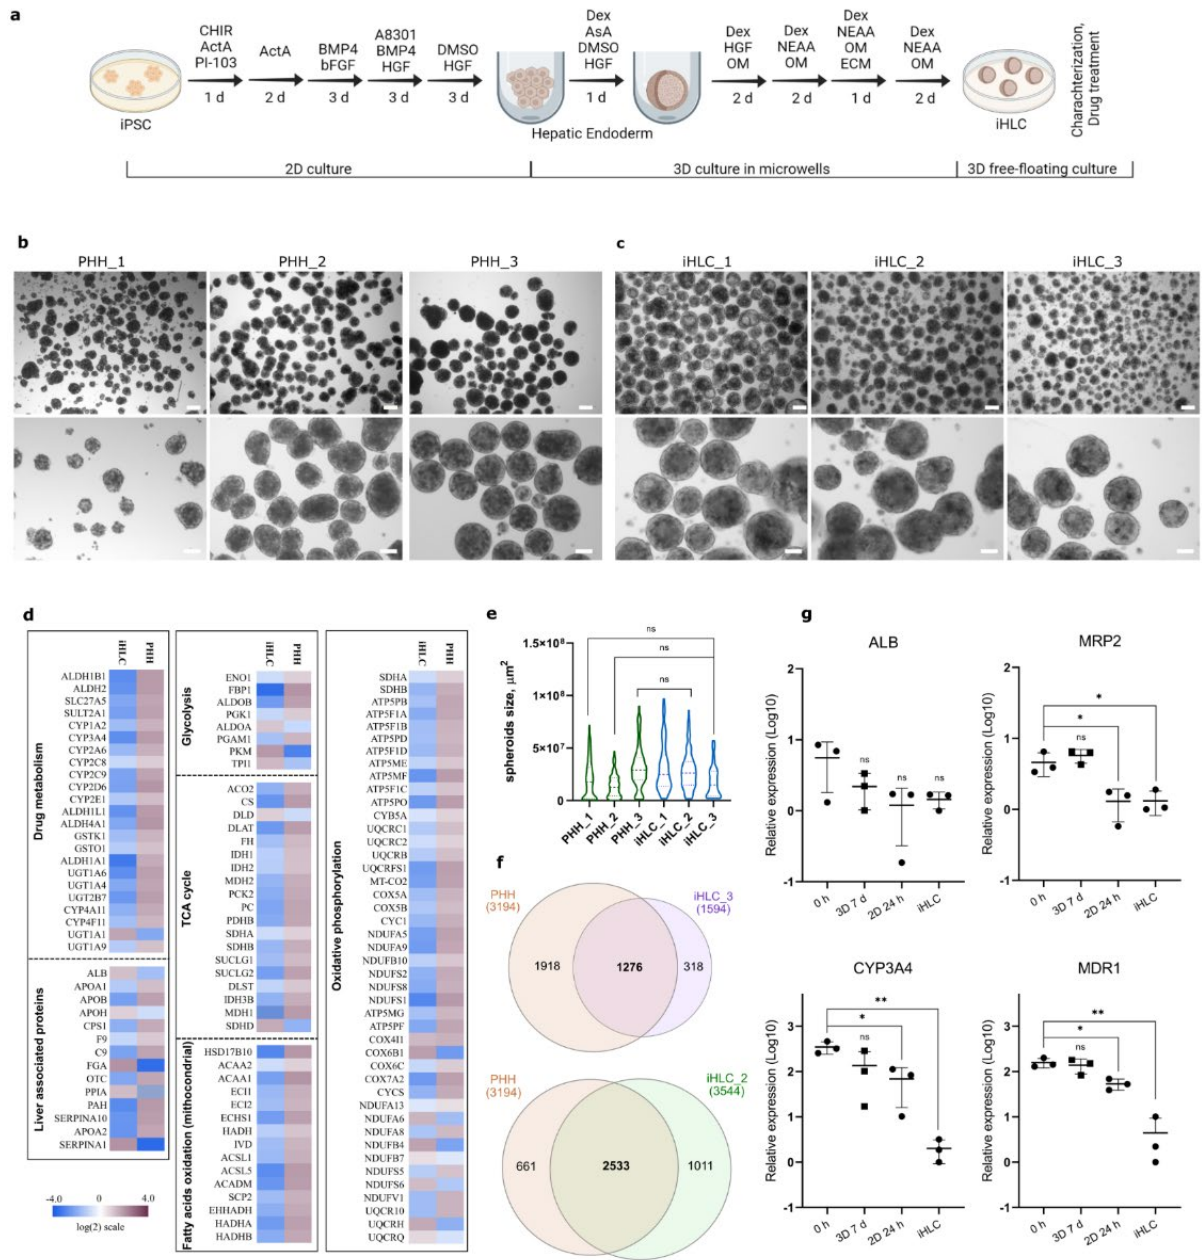 a
CHIR
ActA
PI-103
1 d
ActA
2 d
BMP4
bFGF
3 d
A8301
BMP4
HGF
3 d
DMSO
HGF
3 d
Dex
AsA
DMSO
HGF
1 d
Dex
HGF
OM
2 d
Dex
NEAA
OM
2 d
Dex
NEAA
OM
ECM
1 d
Dex
NEAA
OM
2 d
iPSC
Hepatic Endoderm
iHLC
Charachterization,
Drug treatment
2D culture
3D culture in microwells
3D free-floating culture
b
PHH_1
PHH_2
PHH_3
c
iHLC_1
iHLC_2
iHLC_3
d
iHLC
PHH
Drug metabolism
ALDH1B1
ALDH2
SLC27A5
SULT2A1
CYP1A2
CYP3A4
CYP2A6
CYP2C8
CYP2C9
CYP2D6
CYP2E1
ALDH1L1
ALDH4A1
GSTK1
GSTO1
ALDH1A1
UGT1A6
UGT1A4
UGT2B7
CYP4A11
CYP4F11
UGT1A1
UGT1A9
Liver associated proteins
ALB
APOA1
APOB
APOH
CPS1
F9
C9
FGA
OTC
PPIA
PAH
SERPINA10
APOA2
SERPINA1
-4.0
0
4.0
log(2) scale
iHLC
PHH
Glycolysis
ENO1
FBP1
ALDOB
PGK1
ALDOA
PGAM1
PKM
TPI1
TCA cycle
ACO2
CS
DLD
DLAT
FH
IDH1
IDH2
MDH2
PCK2
PC
PDHB
SDHA
SDHB
SUCLG1
SUCLG2
DLST
IDH3B
MDH1
SDHD
Fatty acids oxidation (mithocondrial)
HSD17B10
ACAA2
ACAA1
ECI1
ECI2
ECHS1
HADH
IVD
ACSL1
ACSL5
ACADM
SCP2
EHHADH
HADHA
HADHB
iHLC
PHH
Oxidative phosphorylation
SDHA
SDHB
ATP5PB
ATP5F1A
ATP5F1B
ATP5PD
ATP5F1D
ATP5ME
ATP5MF
ATP5F1C
ATP5PO
CYB5A
UQCRC1
UQCRC2
UQCRB
UQCRFS1
MT-CO2
COX5A
COX5B
CYC1
NDUFA5
NDUFA9
NDUFB10
NDUFS2
NDUFS8
NDUFS1
ATP5MG
ATP5PF
COX4I1
COX6B1
COX6C
COX7A2
CYCS
NDUFA13
NDUFA6
NDUFA8
NDUFB4
NDUFB7
NDUFS5
NDUFS6
NDUFV1
UQCR10
UQCRH
UQCRQ
e
spheroids size, µm²
1.5×10⁸
1×10⁸
5×10⁷
0
ns
ns
ns
PHH_1
PHH_2
PHH_3
iHLC_1
iHLC_2
iHLC_3
f
PHH
(3194)
iHLC_3
(1594)
1918
1276
318
PHH
(3194)
iHLC_2
(3544)
661
2533
1011
g
ALB
Relative expression (Log10)
2
1
0
-1
ns
ns
ns
0 h
3D 7 d
2D 24 h
iHLC
MRP2
Relative expression (Log10)
2
1
0
-1
*
*
ns
0 h
3D 7 d
2D 24 h
iHLC
CYP3A4
Relative expression (Log10)
3
2
1
0
-1
**
*
ns
0 h
3D 7 d
2D 24 h
iHLC
MDR1
Relative expression (Log10)
3
2
1
0
-1
**
*
ns
0 h
3D 7 d
2D 24 h
iHLC